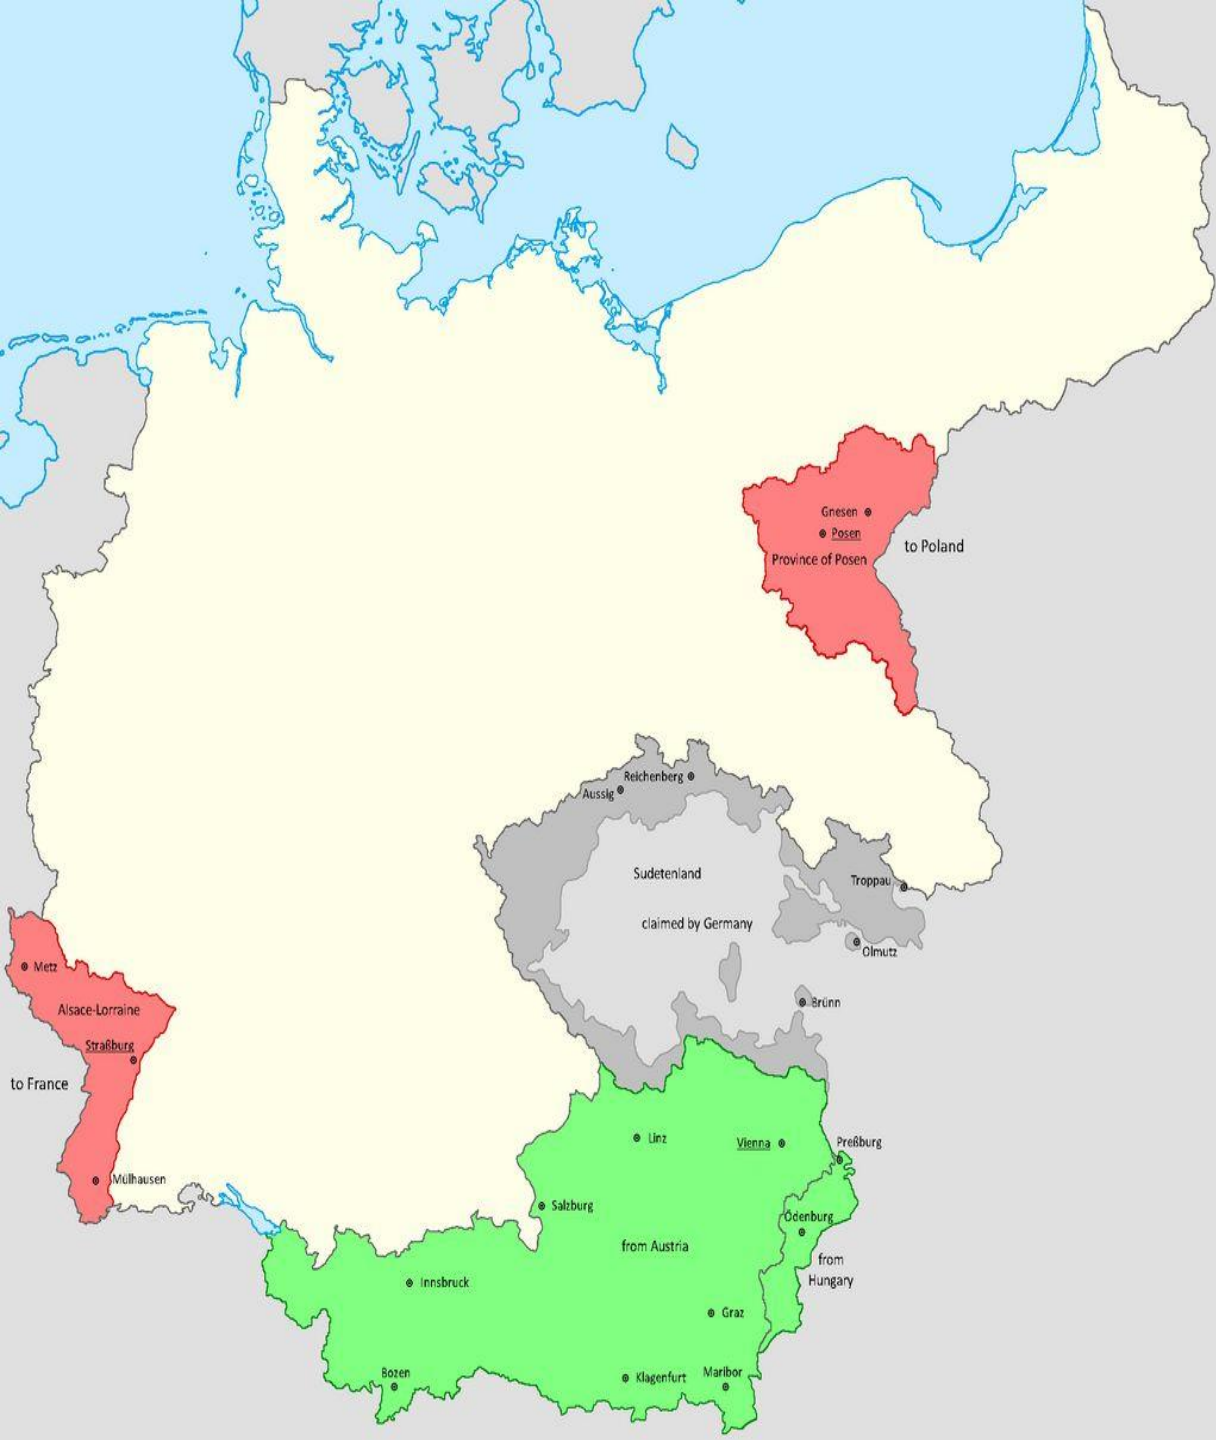 Gnesen
Posen
to Poland
Province of Posen
Reichenberg
Aussig
Sudetenland
Troppau
claimed by Germany
Olmutz
Metz
Brünn
Alsace-Lorraine
Straßburg
to France
Linz
Vienna
Preßburg
Mülhausen
Salzburg
Ödenburg
from Austria
from
Hungary
Innsbruck
Graz
Bozen
Klagenfurt
Maribor